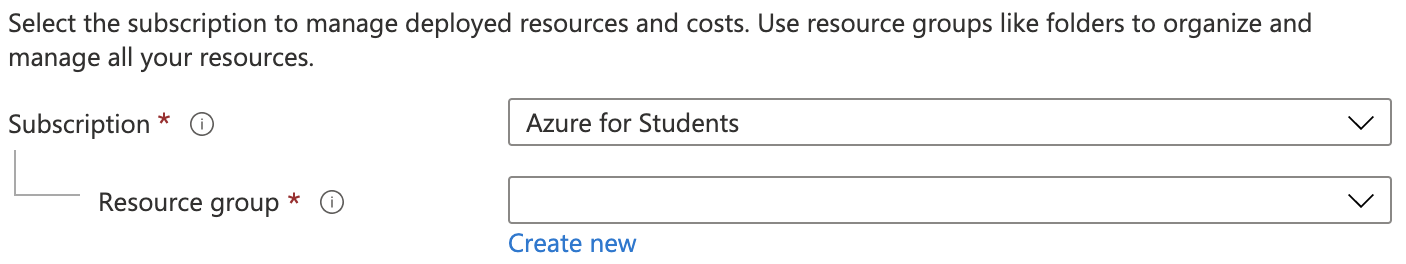 Select the subscription to manage deployed resources and costs. Use resource groups like folders to organize and
manage all your resources.
Subscription *
Azure for Students
Resource group *
Create new